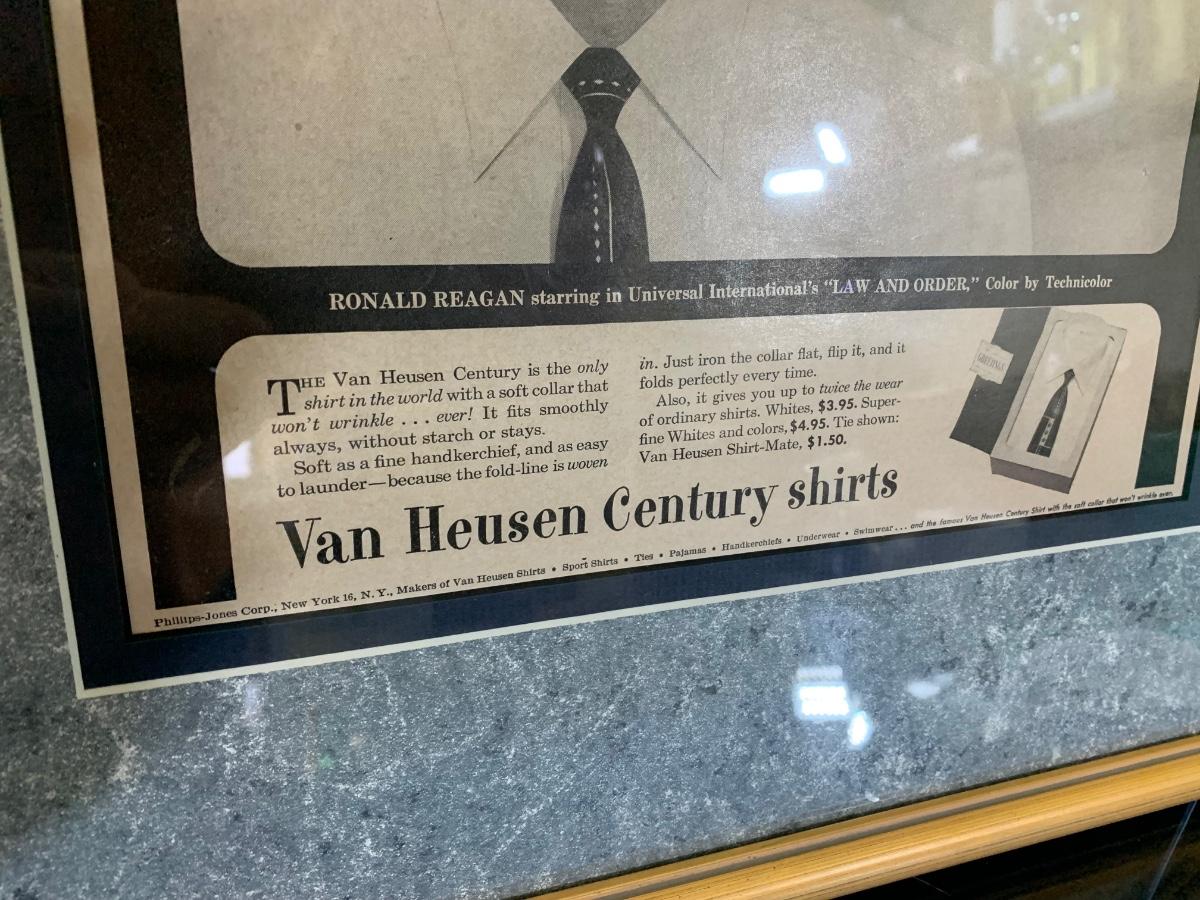 RONALD REAGAN starring in Universal International's "LAW AND ORDER," Color by Technicolor
THE Van Heusen Century is the only
shirt in the world with a soft collar that
won't wrinkle . . . ever! It fits smoothly
always, without starch or stays.
Soft as a fine handkerchief, and as easy
to launder—because the fold-line is woven
in. Just iron the collar flat, flip it, and it
folds perfectly every time.
Also, it gives you up to twice the wear
of ordinary shirts. Whites, $3.95. Super-
fine Whites and colors, $4.95. Tie shown:
Van Heusen Shirt-Mate, $1.50.
GREETINGS
Van Heusen Century shirts
Phillips-Jones Corp., New York 16, N. Y., Makers of Van Heusen Shirts • Sport Shirts • Ties • Pajamas • Handkerchiefs • Underwear • Swimwear . . . and the famous Van Heusen Century Shirt with the soft collar that won't wrinkle ever.